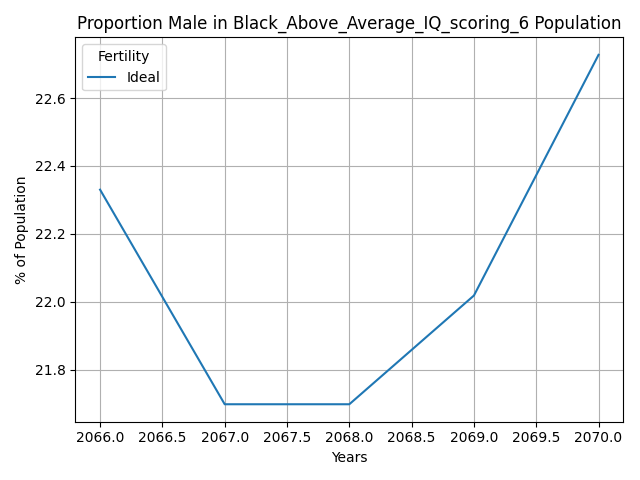 Proportion Male in Black_Above_Average_IQ_scoring_6 Population
Fertility
Ideal
22.6
22.4
22.2
22.0
21.8
% of Population
2066.0 2066.5 2067.0 2067.5 2068.0 2068.5 2069.0 2069.5 2070.0
Years